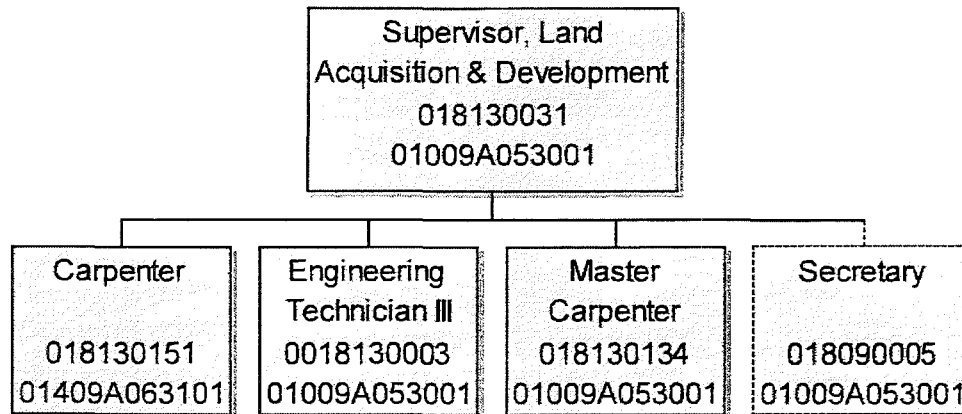 Supervisor, Land
Acquisition & Development
018130031
01009A053001
Carpenter
018130151
01409A063101
Engineering
Technician III
0018130003
01009A053001
Master
Carpenter
018130134
01009A053001
Secretary
018090005
01009A053001